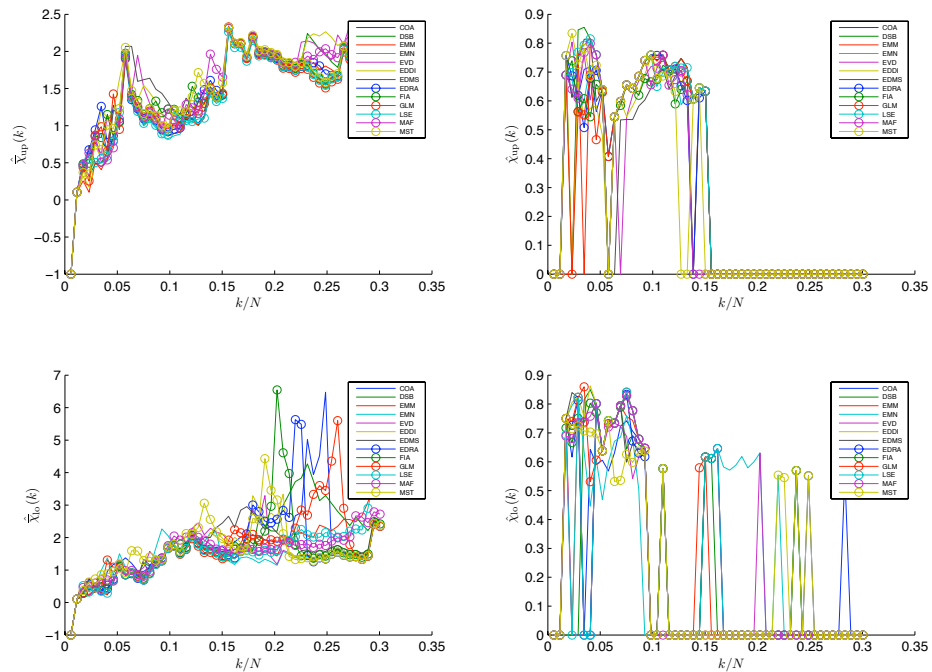 2.5
2
1.5
1
0.5
0
−0.5
−1
0
0.05
0.1
0.15
0.2
0.25
0.3
0.35
k/N
χ̄̂up(k)
COA
DSB
EMM
EMN
EVD
EDDI
EDMS
EDRA
FIA
GLM
LSE
MAF
MST
0.9
0.8
0.7
0.6
0.5
0.4
0.3
0.2
0.1
0
0
0.05
0.1
0.15
0.2
0.25
0.3
0.35
k/N
χ̂up(k)
COA
DSB
EMM
EMN
EVD
EDDI
EDMS
EDRA
FIA
GLM
LSE
MAF
MST
7
6
5
4
3
2
1
0
−1
0
0.05
0.1
0.15
0.2
0.25
0.3
0.35
k/N
χ̄̂lo(k)
COA
DSB
EMM
EMN
EVD
EDDI
EDMS
EDRA
FIA
GLM
LSE
MAF
MST
0.9
0.8
0.7
0.6
0.5
0.4
0.3
0.2
0.1
0
0
0.05
0.1
0.15
0.2
0.25
0.3
0.35
k/N
χ̂lo(k)
COA
DSB
EMM
EMN
EVD
EDDI
EDMS
EDRA
FIA
GLM
LSE
MAF
MST